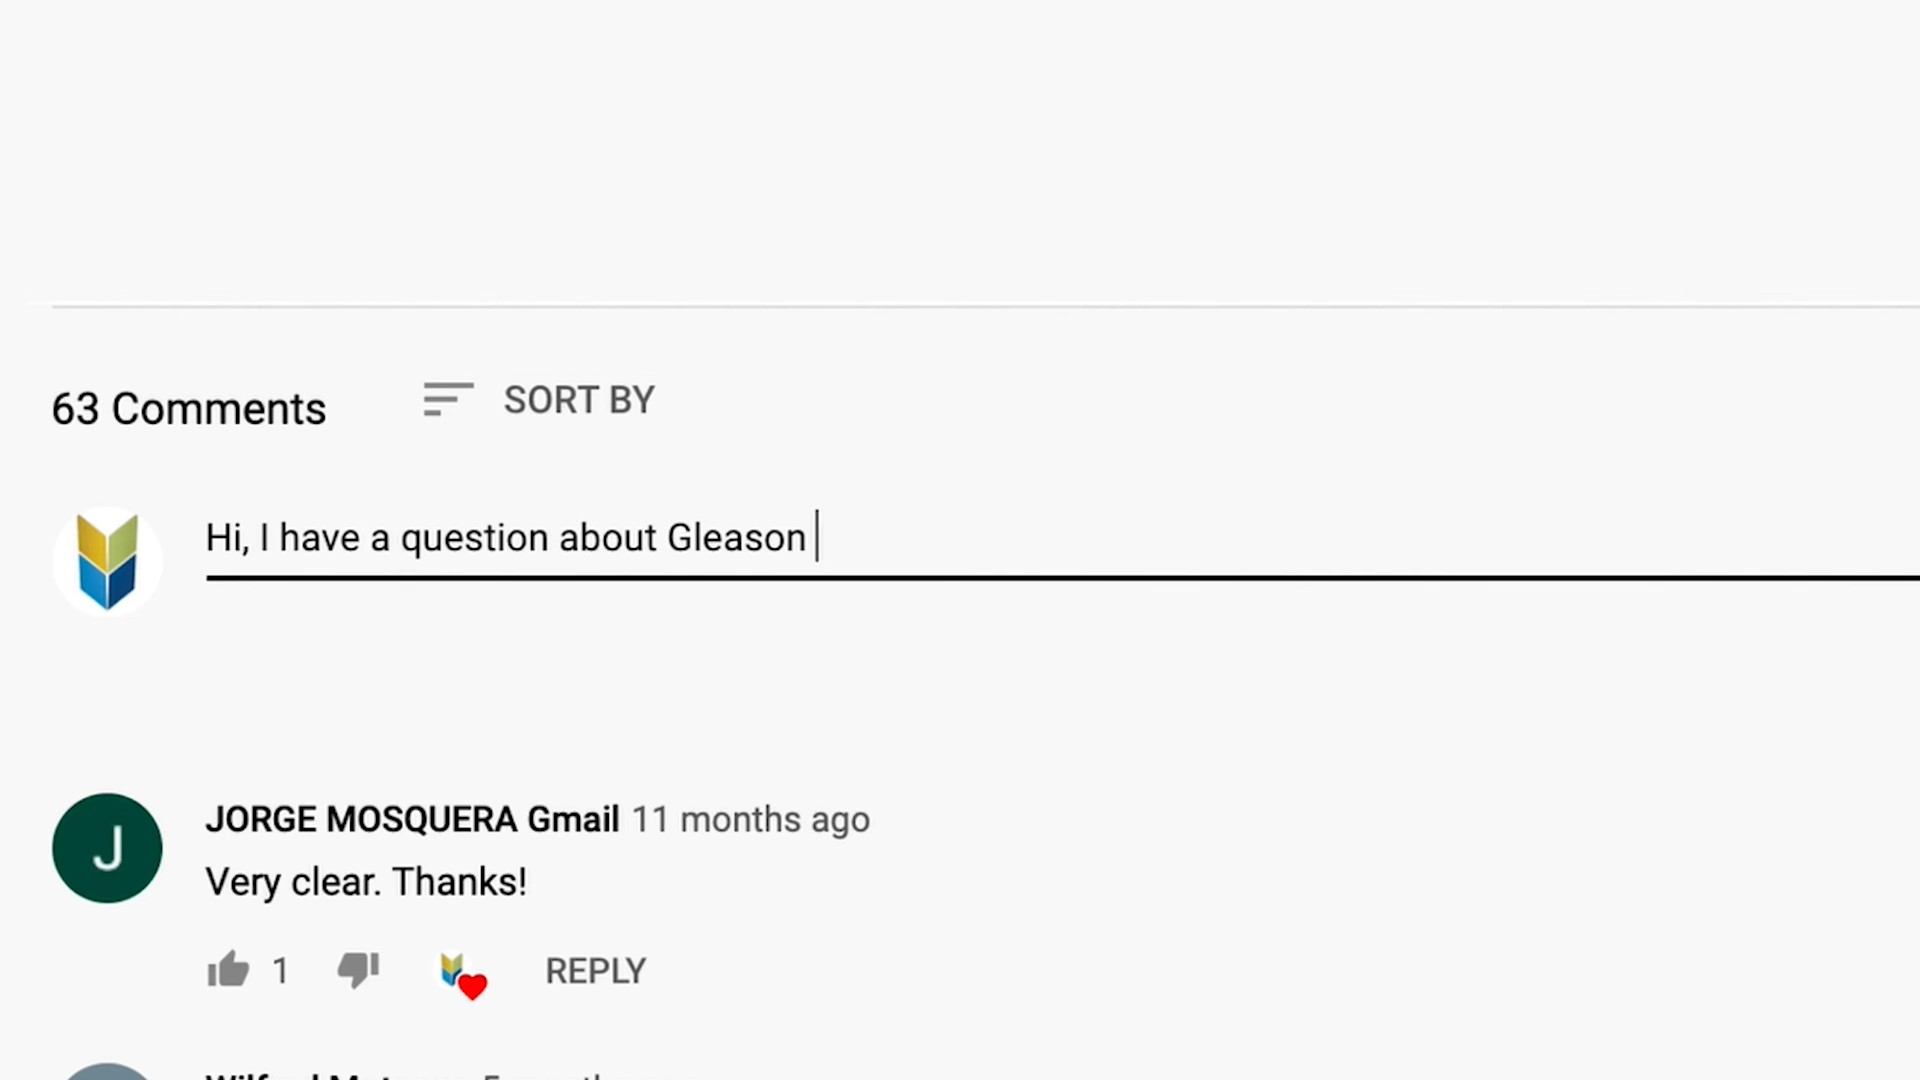 63 Comments
SORT BY
Hi, I have a question about Gleason
J
JORGE MOSQUERA Gmail 11 months ago
Very clear. Thanks!
1
REPLY